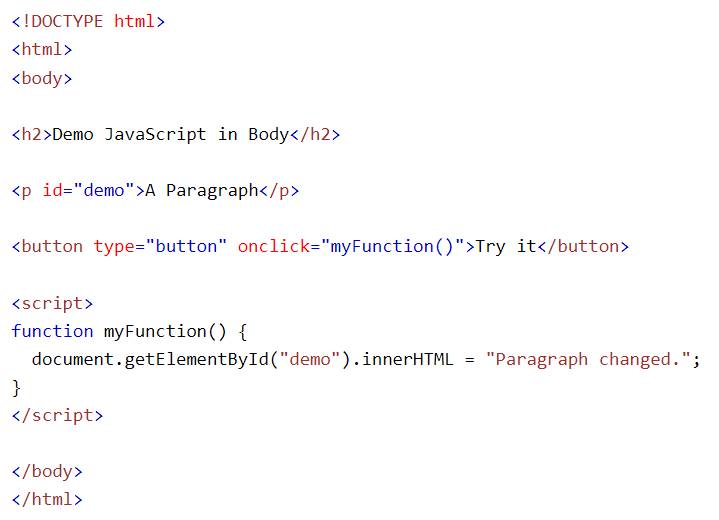 <!DOCTYPE html>
<html>
<body>
<h2>Demo JavaScript in Body</h2>
<p id="demo">A Paragraph</p>
<button type="button" onclick="myFunction()">Try it</button>
<script>
function myFunction() {
  document.getElementById("demo").innerHTML = "Paragraph changed.";
}
</script>
</body>
</html>